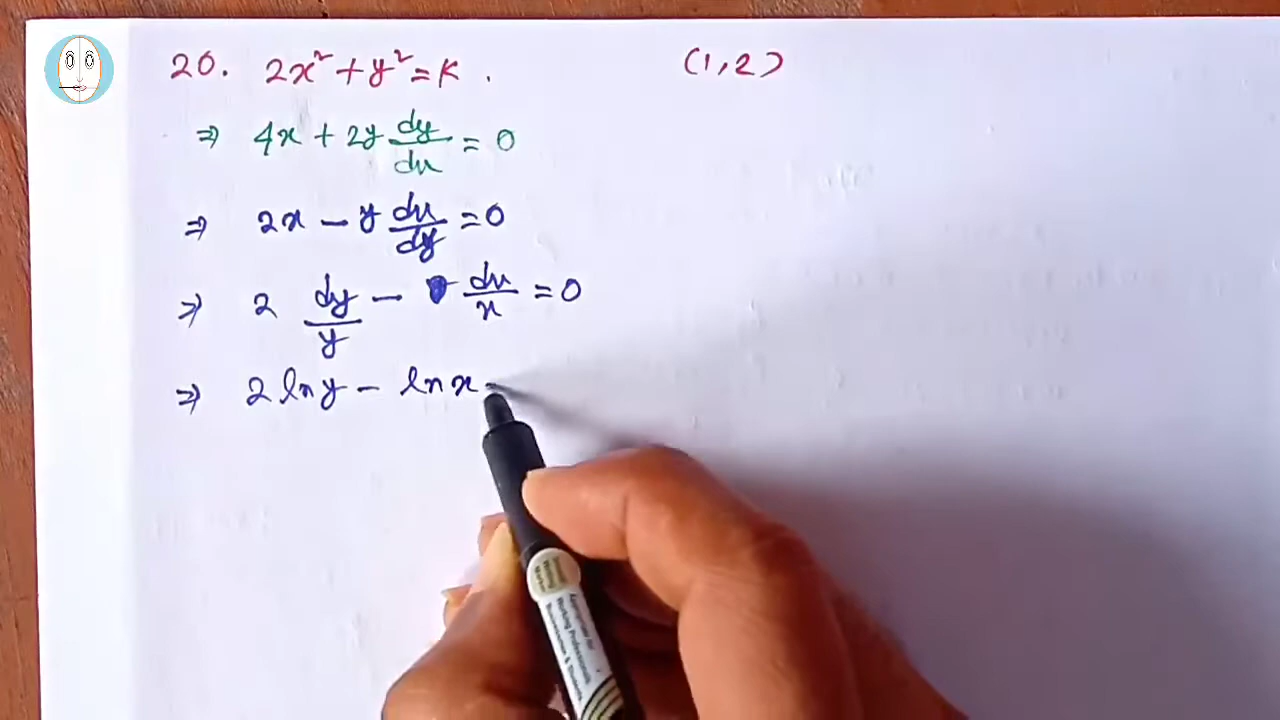 20. 2x² + y² = K . (1,2)
⇒ 4x + 2y dy/dx = 0
⇒ 2x - y dx/dy = 0
⇒ 2 dy/y - dx/x = 0
⇒ 2 ln y - ln x